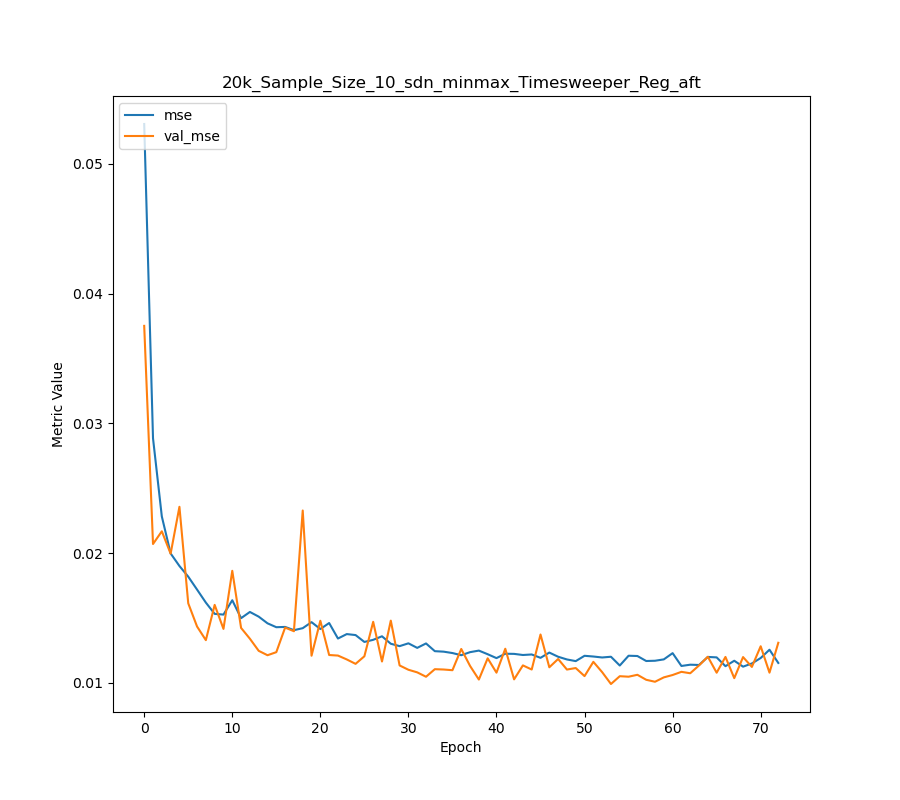 20k_Sample_Size_10_sdn_minmax_Timesweeper_Reg_aft
mse
val_mse
0.05
0.04
0.03
0.02
0.01
Metric Value
0 10 20 30 40 50 60 70
Epoch